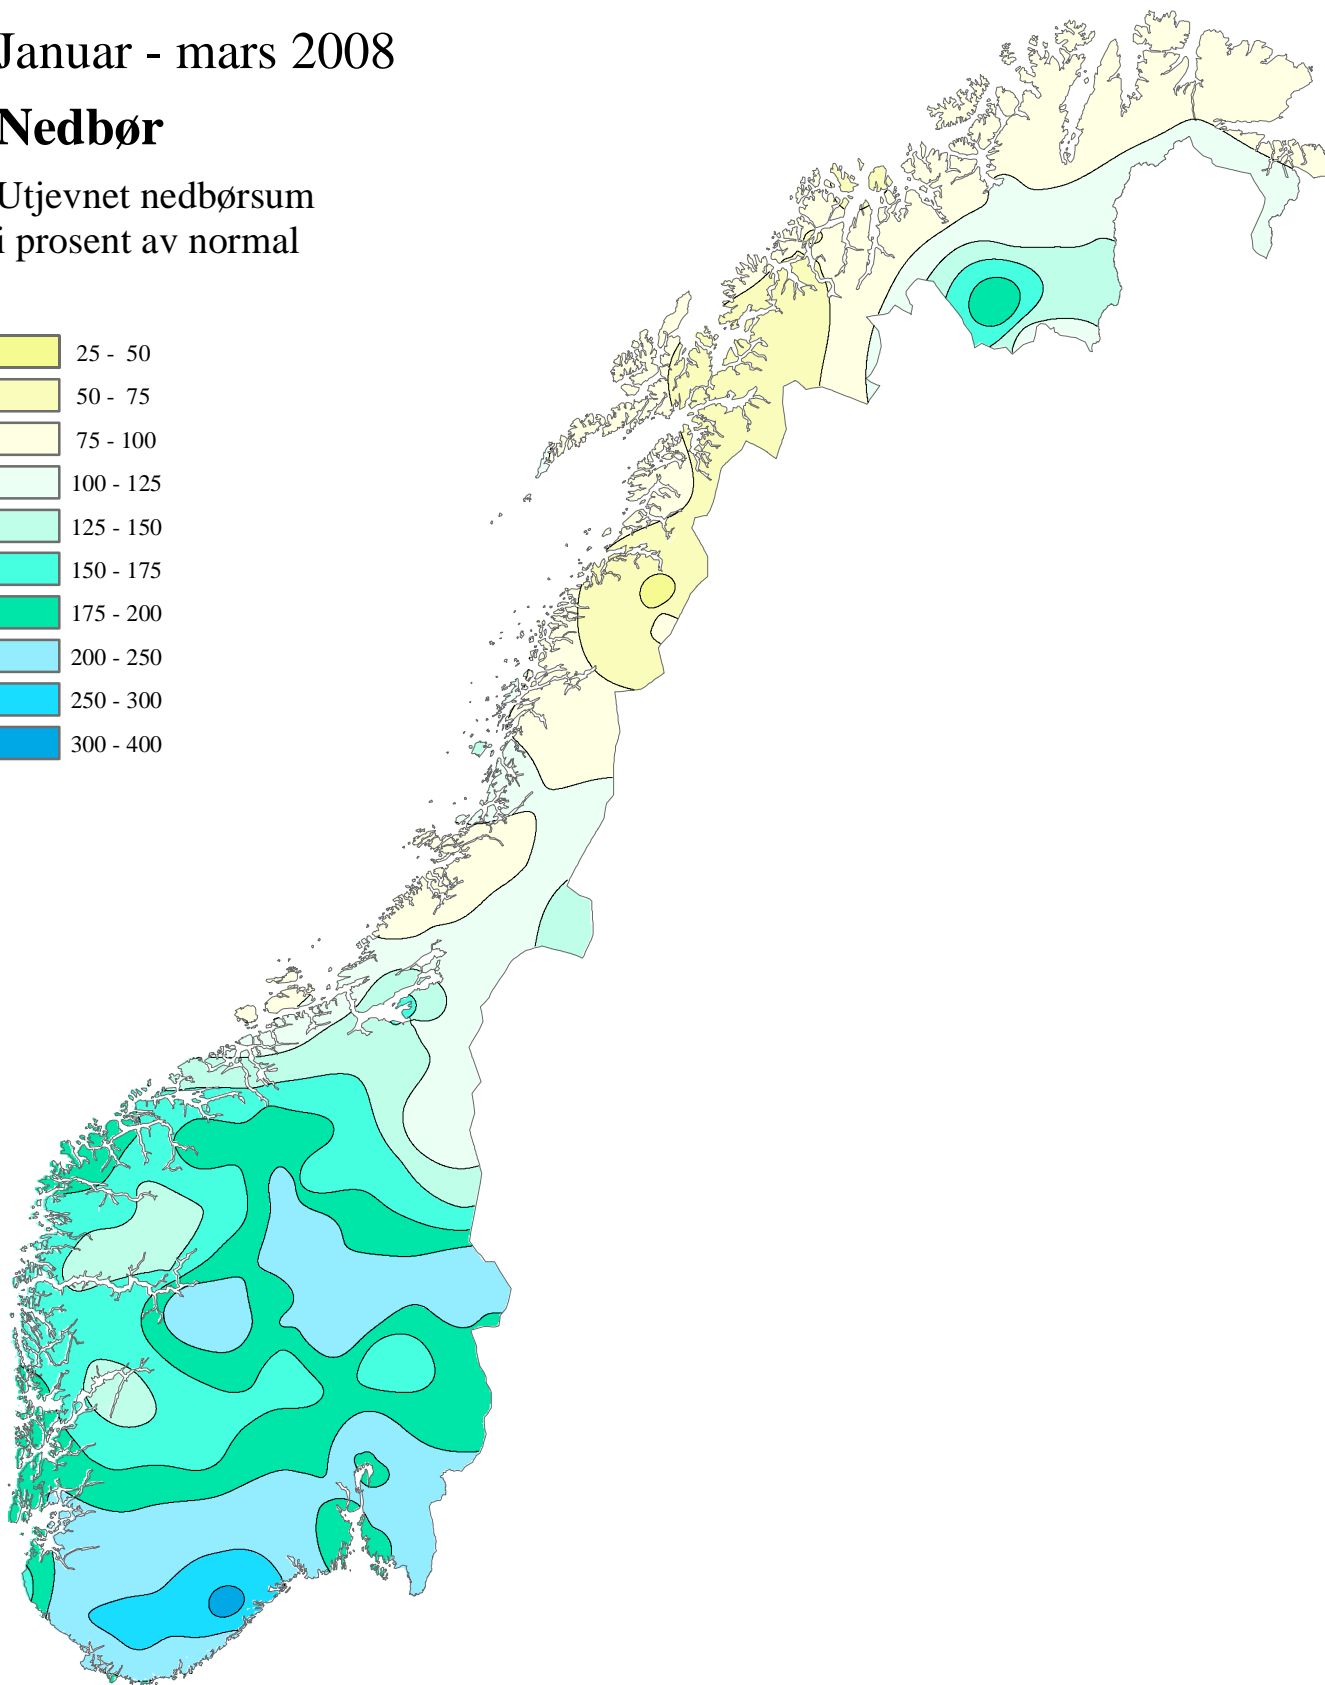 Januar - mars 2008
Nedbør
Utjevnet nedbørsum
i prosent av normal
25 - 50
50 - 75
75 - 100
100 - 125
125 - 150
150 - 175
175 - 200
200 - 250
250 - 300
300 - 400